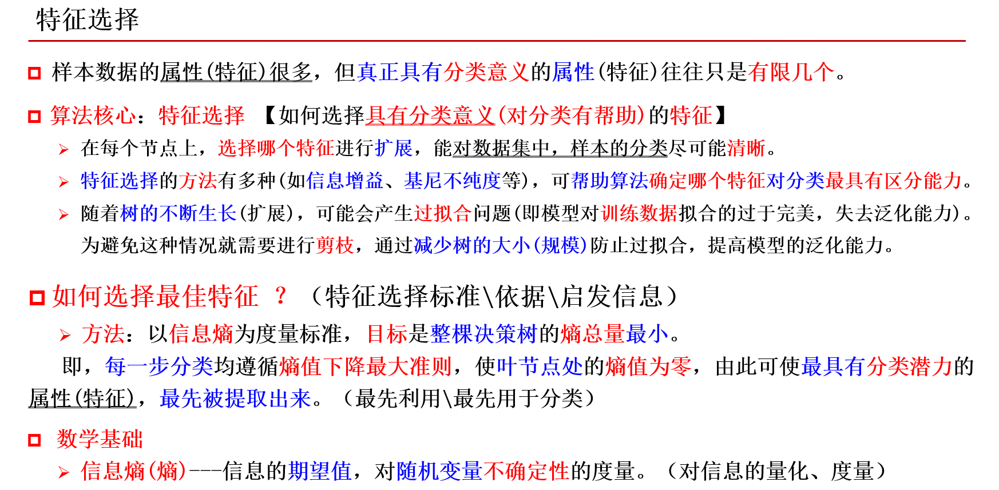 特征选择
样本数据的属性(特征)很多，但真正具有分类意义的属性(特征)往往只是有限几个。
算法核心：特征选择 【如何选择具有分类意义(对分类有帮助)的特征】
在每个节点上，选择哪个特征进行扩展，能对数据集中，样本的分类尽可能清晰。
特征选择的方法有多种(如信息增益、基尼不纯度等)，可帮助算法确定哪个特征对分类最具有区分能力。
随着树的不断生长(扩展)，可能会产生过拟合问题(即模型对训练数据拟合的过于完美，失去泛化能力)。
为避免这种情况就需要进行剪枝，通过减少树的大小(规模)防止过拟合，提高模型的泛化能力。
如何选择最佳特征 ？（特征选择标准\依据\启发信息）
方法：以信息熵为度量标准，目标是整棵决策树的熵总量最小。
即，每一步分类均遵循熵值下降最大准则，使叶节点处的熵值为零，由此可使最具有分类潜力的
属性(特征)，最先被提取出来。（最先利用\最先用于分类）
数学基础
信息熵(熵)---信息的期望值，对随机变量不确定性的度量。（对信息的量化、度量）